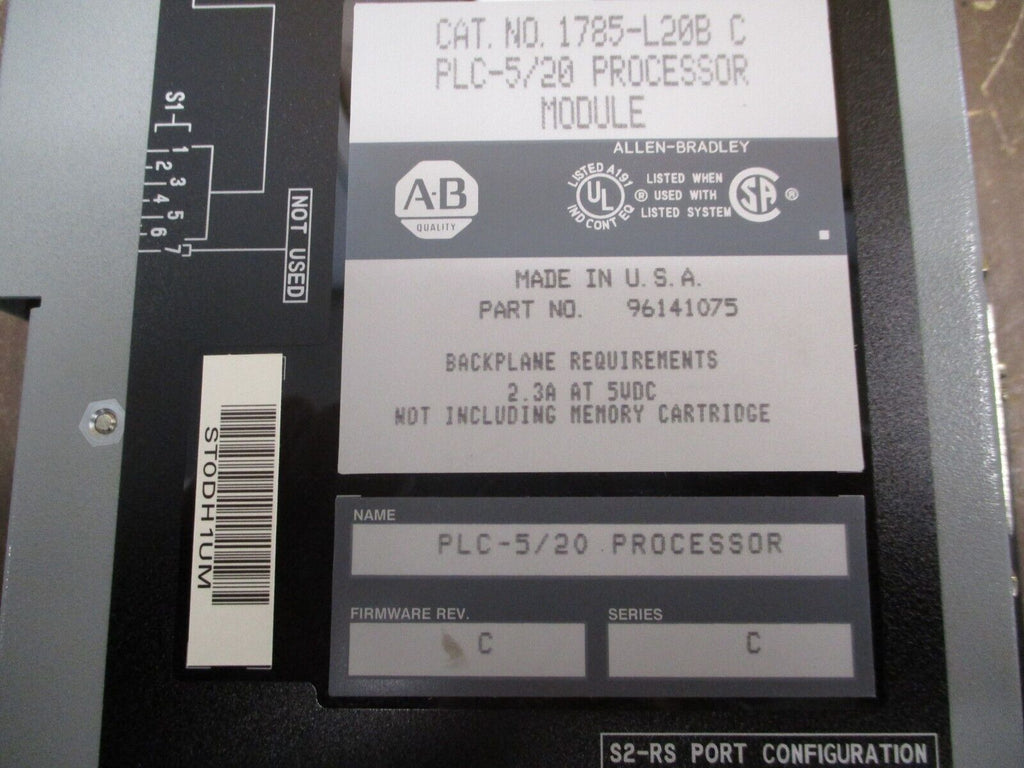 CAT. NO. 1785-L20B C
PLC-5/20 PROCESSOR
MODULE
ALLEN-BRADLEY
A·B
QUALITY
LISTED A191
UL
IND CONT EQ
®
LISTED WHEN
USED WITH
LISTED SYSTEM
SA
®
MADE IN U.S.A.
PART NO. 96141075
BACKPLANE REQUIREMENTS
2.3A AT 5VDC
NOT INCLUDING MEMORY CARTRIDGE
NAME
PLC-5/20 PROCESSOR
FIRMWARE REV.
C
SERIES
C
S1
1
2
3
4
5
6
7
NOT USED
STODH1UM
S2-RS PORT CONFIGURATION